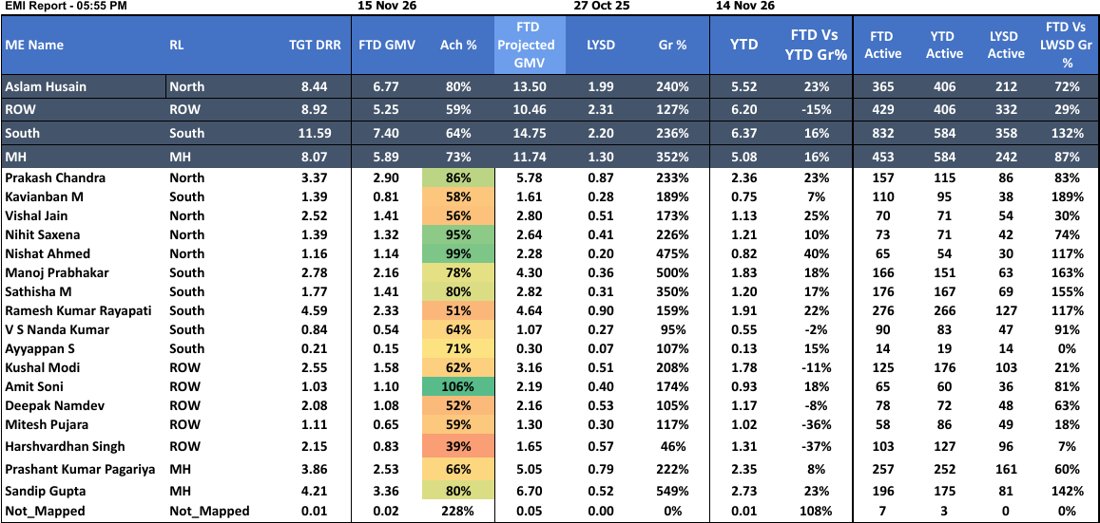 EMI Report - 05:55 PM 15 Nov 26 27 Oct 25 14 Nov 26
ME Name RL TGT DRR FTD GMV Ach % FTD Projected GMV LYSD Gr % YTD FTD Vs YTD Gr% FTD Active YTD Active LYSD Active FTD Vs LWSD Gr %
Aslam Husain North 8.44 6.77 80% 13.50 1.99 240% 5.52 23% 365 406 212 72%
ROW ROW 8.92 5.25 59% 10.46 2.31 127% 6.20 -15% 429 406 332 29%
South South 11.59 7.40 64% 14.75 2.20 236% 6.37 16% 832 584 358 132%
MH MH 8.07 5.89 73% 11.74 1.30 352% 5.08 16% 453 584 242 87%
Prakash Chandra North 3.37 2.90 86% 5.78 0.87 233% 2.36 23% 157 115 86 83%
Kavianban M South 1.39 0.81 58% 1.61 0.28 189% 0.75 7% 110 95 38 189%
Vishal Jain North 2.52 1.41 56% 2.80 0.51 173% 1.13 25% 70 71 54 30%
Nihit Saxena North 1.39 1.32 95% 2.64 0.41 226% 1.21 10% 73 71 42 74%
Nishat Ahmed North 1.16 1.14 99% 2.28 0.20 475% 0.82 40% 65 54 30 117%
Manoj Prabhakar South 2.78 2.16 78% 4.30 0.36 500% 1.83 18% 166 151 63 163%
Sathisha M South 1.77 1.41 80% 2.82 0.31 350% 1.20 17% 176 167 69 155%
Ramesh Kumar Rayapati South 4.59 2.33 51% 4.64 0.90 159% 1.91 22% 276 266 127 117%
V S Nanda Kumar South 0.84 0.54 64% 1.07 0.27 95% 0.55 -2% 90 83 47 91%
Ayyappan S South 0.21 0.15 71% 0.30 0.07 107% 0.13 15% 14 19 14 0%
Kushal Modi ROW 2.55 1.58 62% 3.16 0.51 208% 1.78 -11% 125 176 103 21%
Amit Soni ROW 1.03 1.10 106% 2.19 0.40 174% 0.93 18% 65 60 36 81%
Deepak Namdev ROW 2.08 1.08 52% 2.16 0.53 105% 1.17 -8% 78 72 48 63%
Mitesh Pujara ROW 1.11 0.65 59% 1.30 0.30 117% 1.02 -36% 58 86 49 18%
Harshvardhan Singh ROW 2.15 0.83 39% 1.65 0.57 46% 1.31 -37% 103 127 96 7%
Prashant Kumar Pagariya MH 3.86 2.53 66% 5.05 0.79 222% 2.35 8% 257 252 161 60%
Sandip Gupta MH 4.21 3.36 80% 6.70 0.52 549% 2.73 23% 196 175 81 142%
Not_Mapped Not_Mapped 0.01 0.02 228% 0.05 0.00 0% 0.01 108% 7 3 0 0%